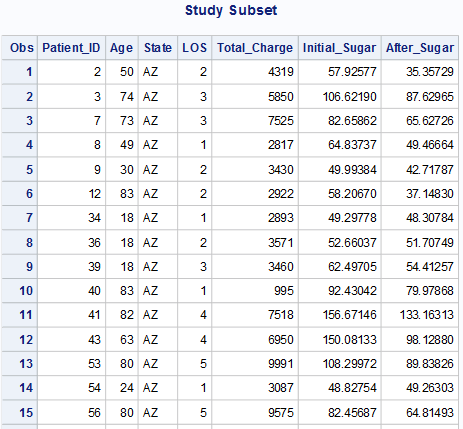 Study Subset
Obs Patient_ID Age State LOS Total_Charge Initial_Sugar After_Sugar
1 2 50 AZ 2 4319 57.92577 35.35729
2 3 74 AZ 3 5850 106.62190 87.62965
3 7 73 AZ 3 7525 82.65862 65.62726
4 8 49 AZ 1 2817 64.83737 49.46664
5 9 30 AZ 2 3430 49.99384 42.71787
6 12 83 AZ 2 2922 58.20670 37.14830
7 34 18 AZ 1 2893 49.29778 48.30784
8 36 18 AZ 2 3571 52.66037 51.70749
9 39 18 AZ 3 3460 62.49705 54.41257
10 40 83 AZ 1 995 92.43042 79.97868
11 41 82 AZ 4 7518 156.67146 133.16313
12 43 63 AZ 4 6950 150.08133 98.12880
13 53 80 AZ 5 9991 108.29972 89.83826
14 54 24 AZ 1 3087 48.82754 49.26303
15 56 80 AZ 5 9575 82.45687 64.81493